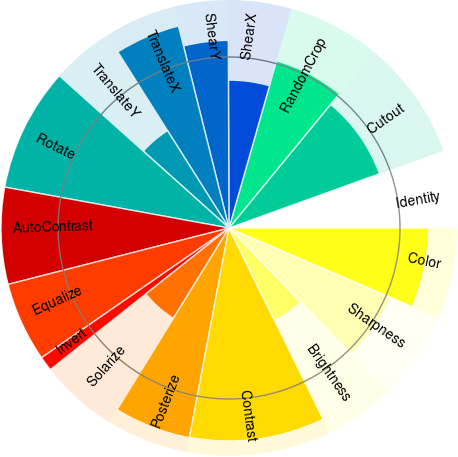 ShearX
RandomCrop
Cutout
Identity
Color
Sharpness
Brightness
Contrast
Posterize
Solarize
Invert
Equalize
AutoContrast
Rotate
TranslateY
TranslateX
ShearY